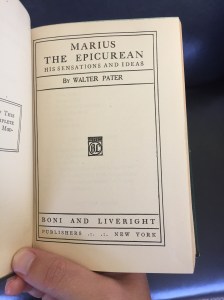 MARIUS
THE EPICUREAN
HIS SENSATIONS AND IDEAS
BY WALTER PATER
BONI AND LIVERIGHT
PUBLISHERS NEW YORK